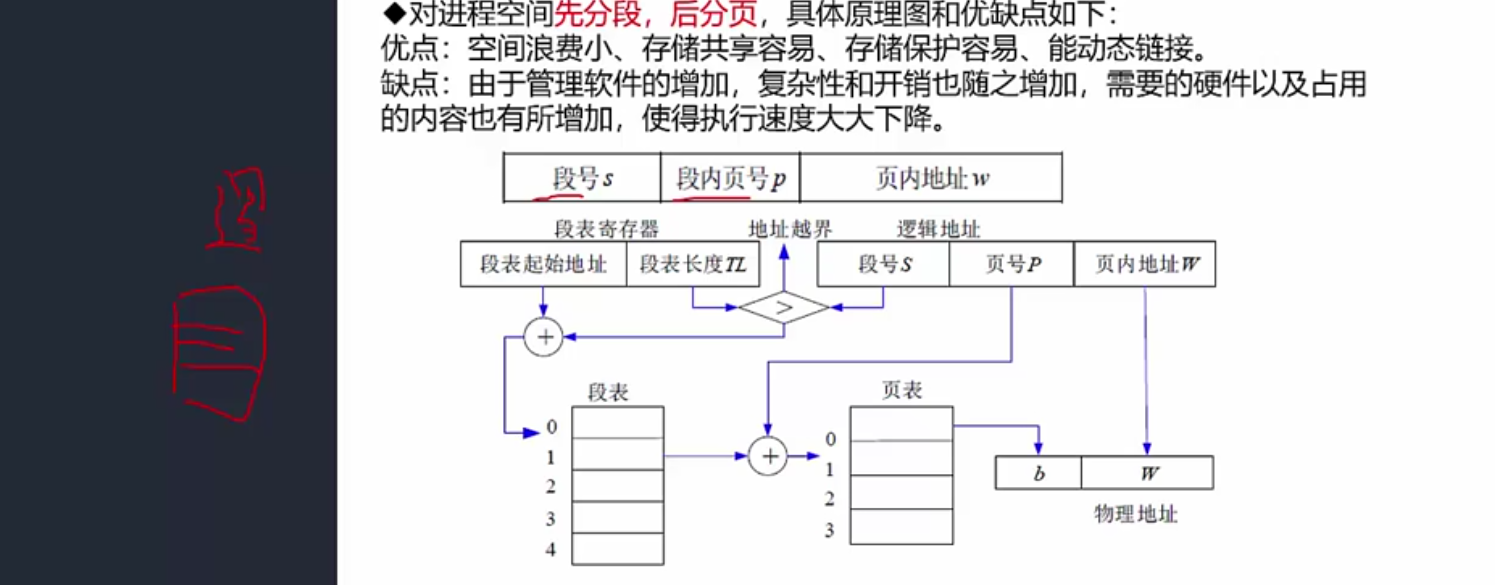 ◆对进程空间先分段，后分页，具体原理图和优缺点如下：
优点：空间浪费小、存储共享容易、存储保护容易、能动态链接。
缺点：由于管理软件的增加，复杂性和开销也随之增加，需要的硬件以及占用
的内容也有所增加，使得执行速度大大下降。
段号s 段内页号p 页内地址w
段表寄存器 地址越界 逻辑地址
段表起始地址 段表长度TL 段号S 页号P 页内地址W
>
+
段表 页表
0
1
2
3
4
+
0
1
2
3
b W
物理地址